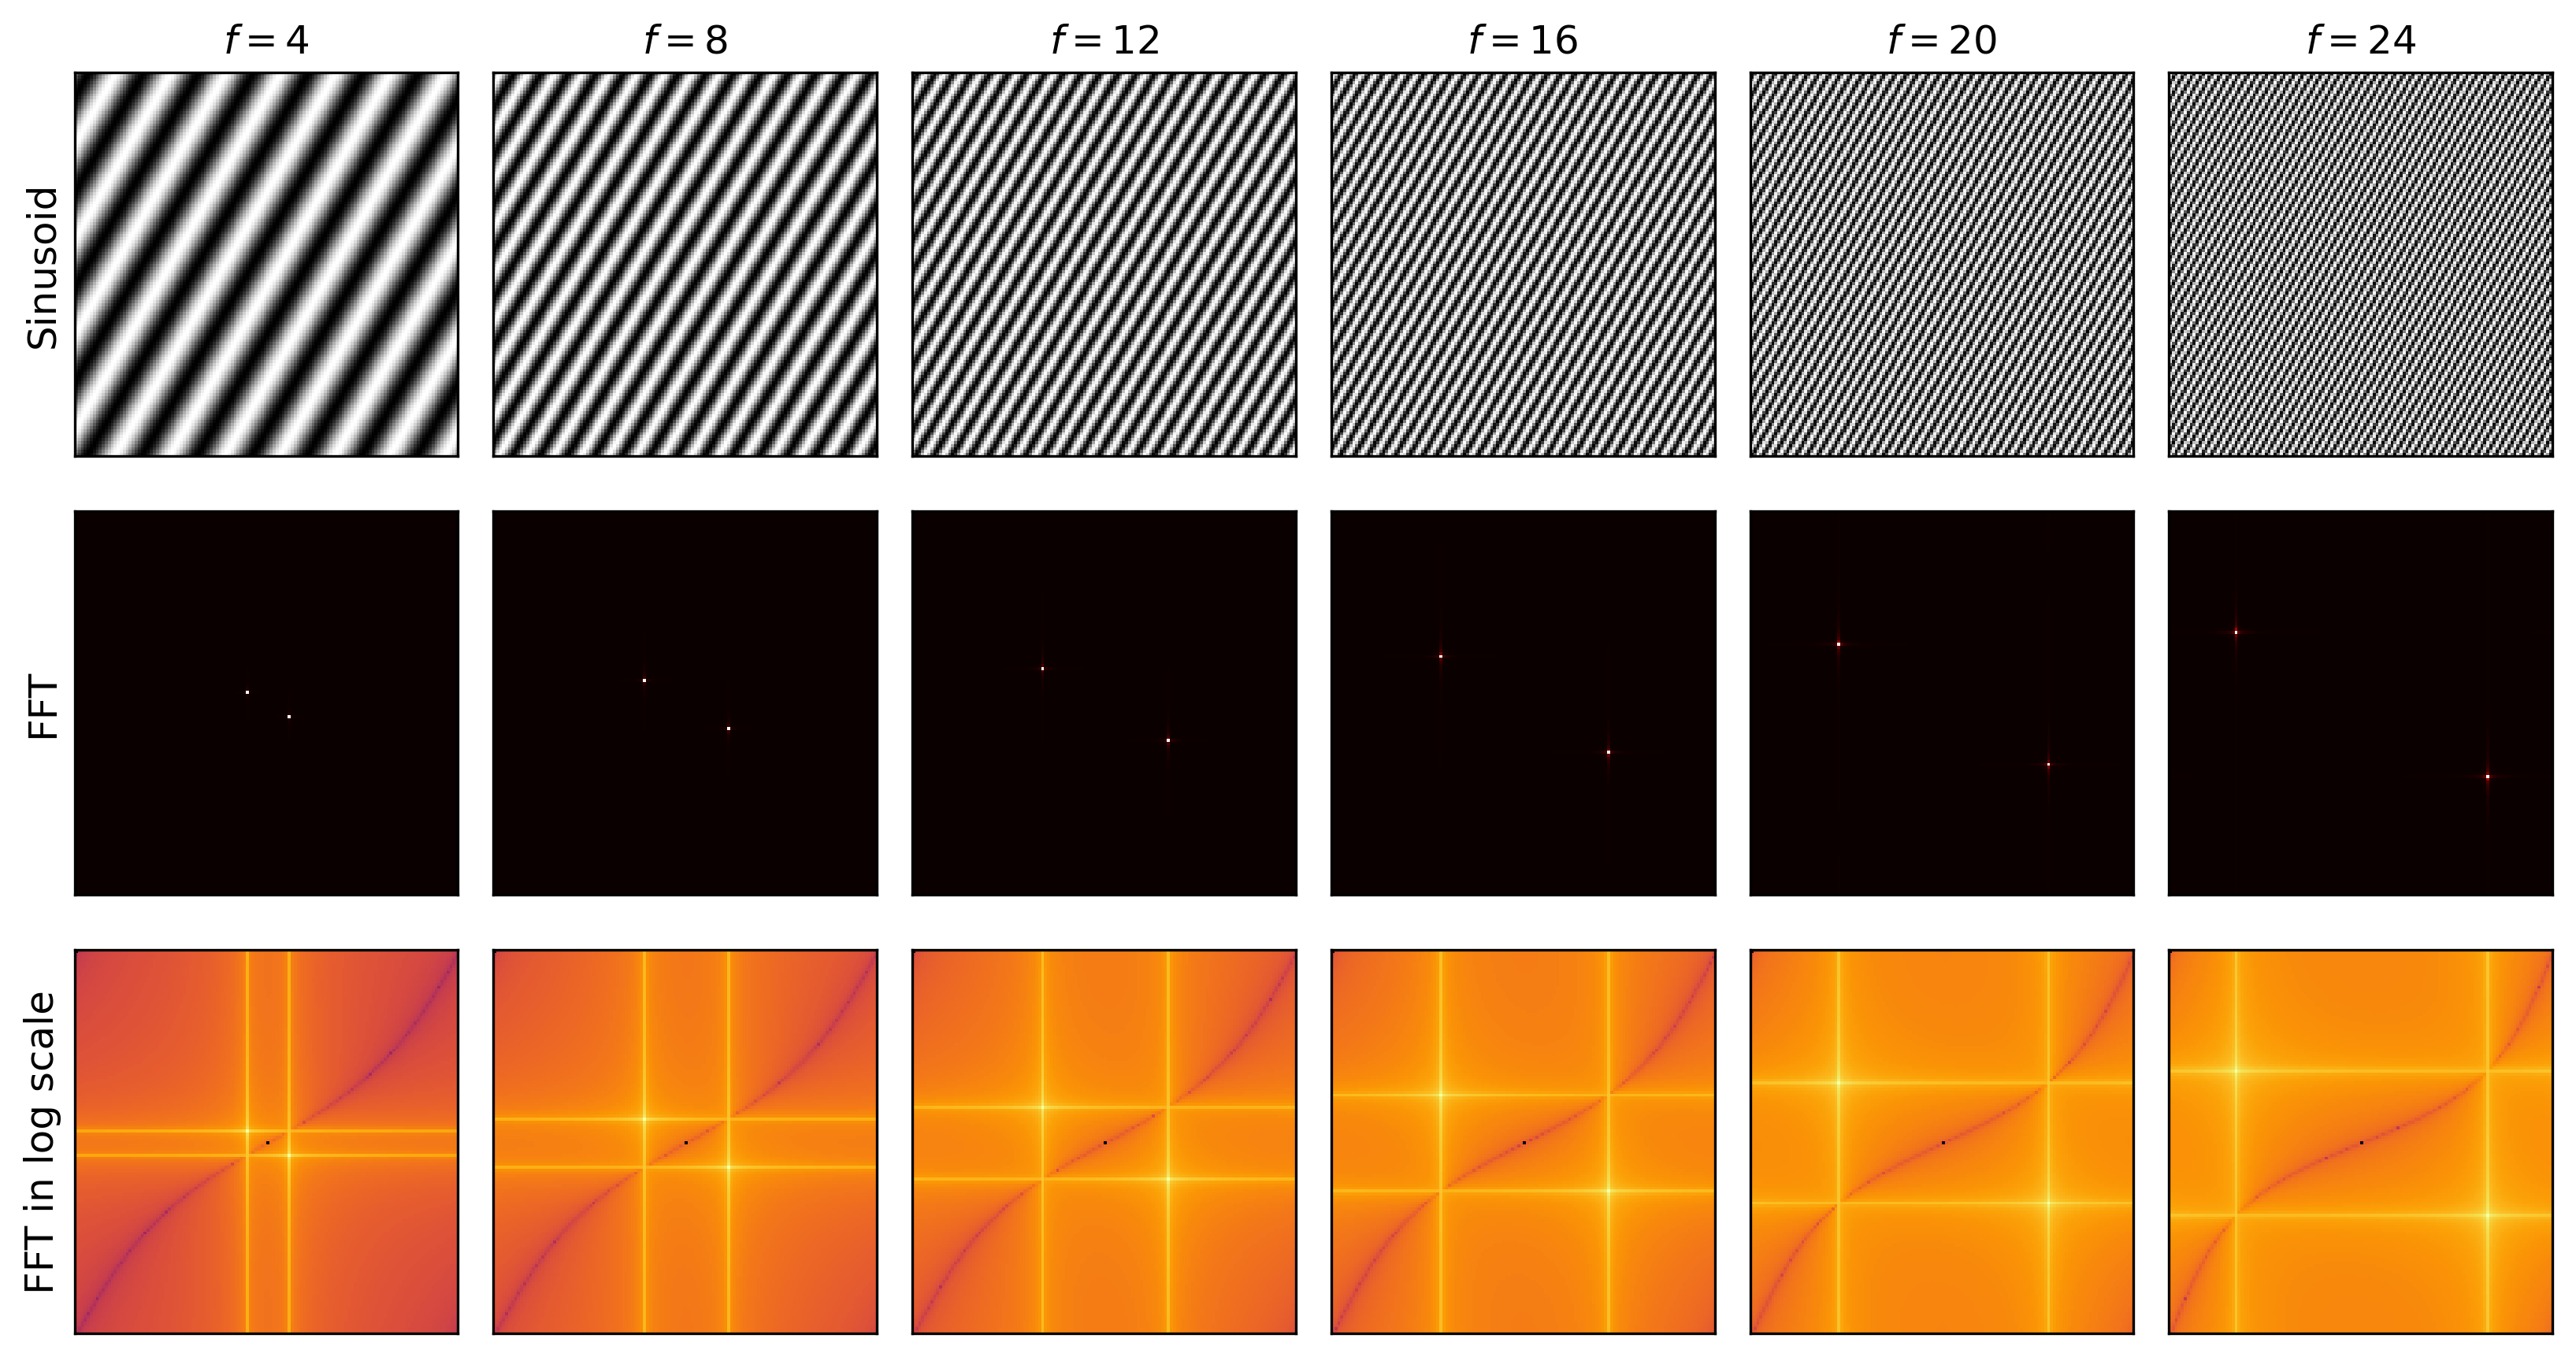 f = 4
f = 8
f = 12
f = 16
f = 20
f = 24
Sinusoid
FFT
FFT in log scale